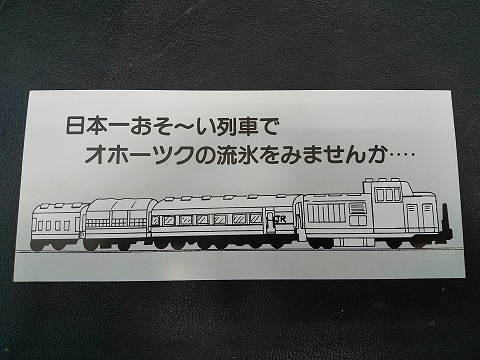 日本一おそ～い列車で
オホーツクの流氷をみませんか‥‥
JR